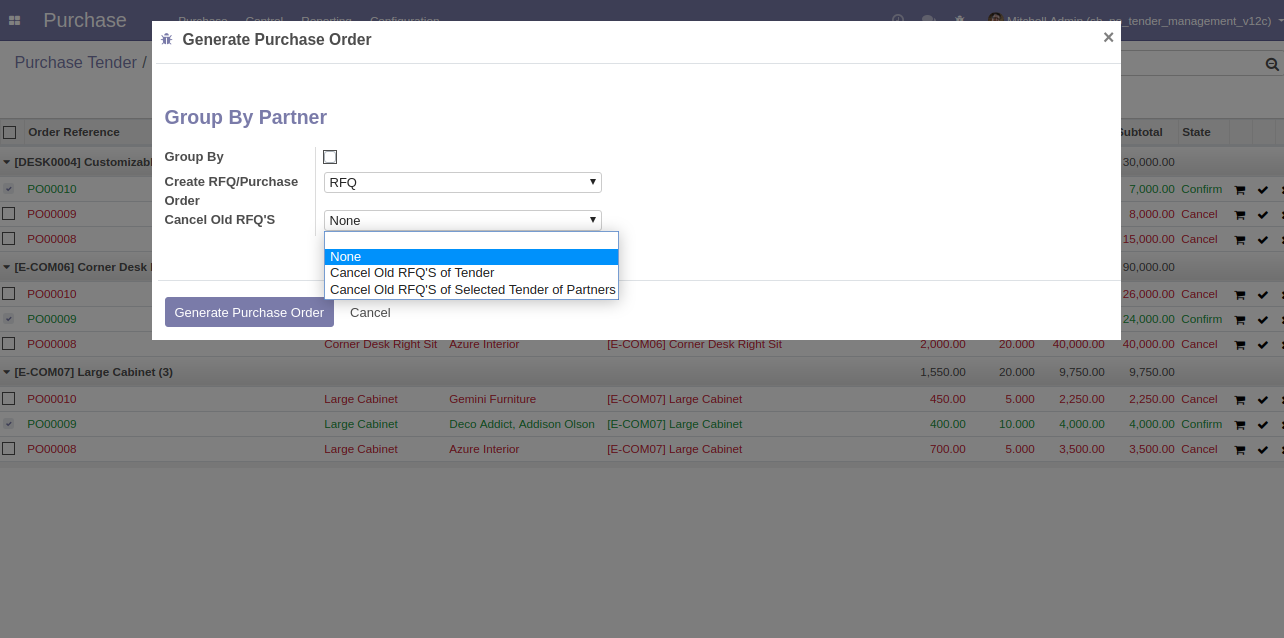 Purchase Purchase Control Reporting Configuration
Generate Purchase Order ×
Purchase Tender /
Group By Partner
Order Reference Subtotal State
Group By
[DESK0004] 30,000.00
Create RFQ/Purchase Order RFQ
PO00010 7,000.00 Confirm
PO00009 8,000.00 Cancel
Cancel Old RFQ'S None
PO00008 15,000.00 Cancel
None
Cancel Old RFQ'S of Tender
Cancel Old RFQ'S of Selected Tender of Partners
[E-COM06] Corner Desk 90,000.00
PO00010 26,000.00 Cancel
Generate Purchase Order Cancel
PO00009 24,000.00 Confirm
PO00008 Corner Desk Right Sit Azure Interior [E-COM06] Corner Desk Right Sit 2,000.00 20.000 40,000.00 40,000.00 Cancel
[E-COM07] Large Cabinet (3) 1,550.00 20.000 9,750.00 9,750.00
PO00010 Large Cabinet Gemini Furniture [E-COM07] Large Cabinet 450.00 5.000 2,250.00 2,250.00 Cancel
PO00009 Large Cabinet Deco Addict, Addison Olson [E-COM07] Large Cabinet 400.00 10.000 4,000.00 4,000.00 Confirm
PO00008 Large Cabinet Azure Interior [E-COM07] Large Cabinet 700.00 5.000 3,500.00 3,500.00 Cancel